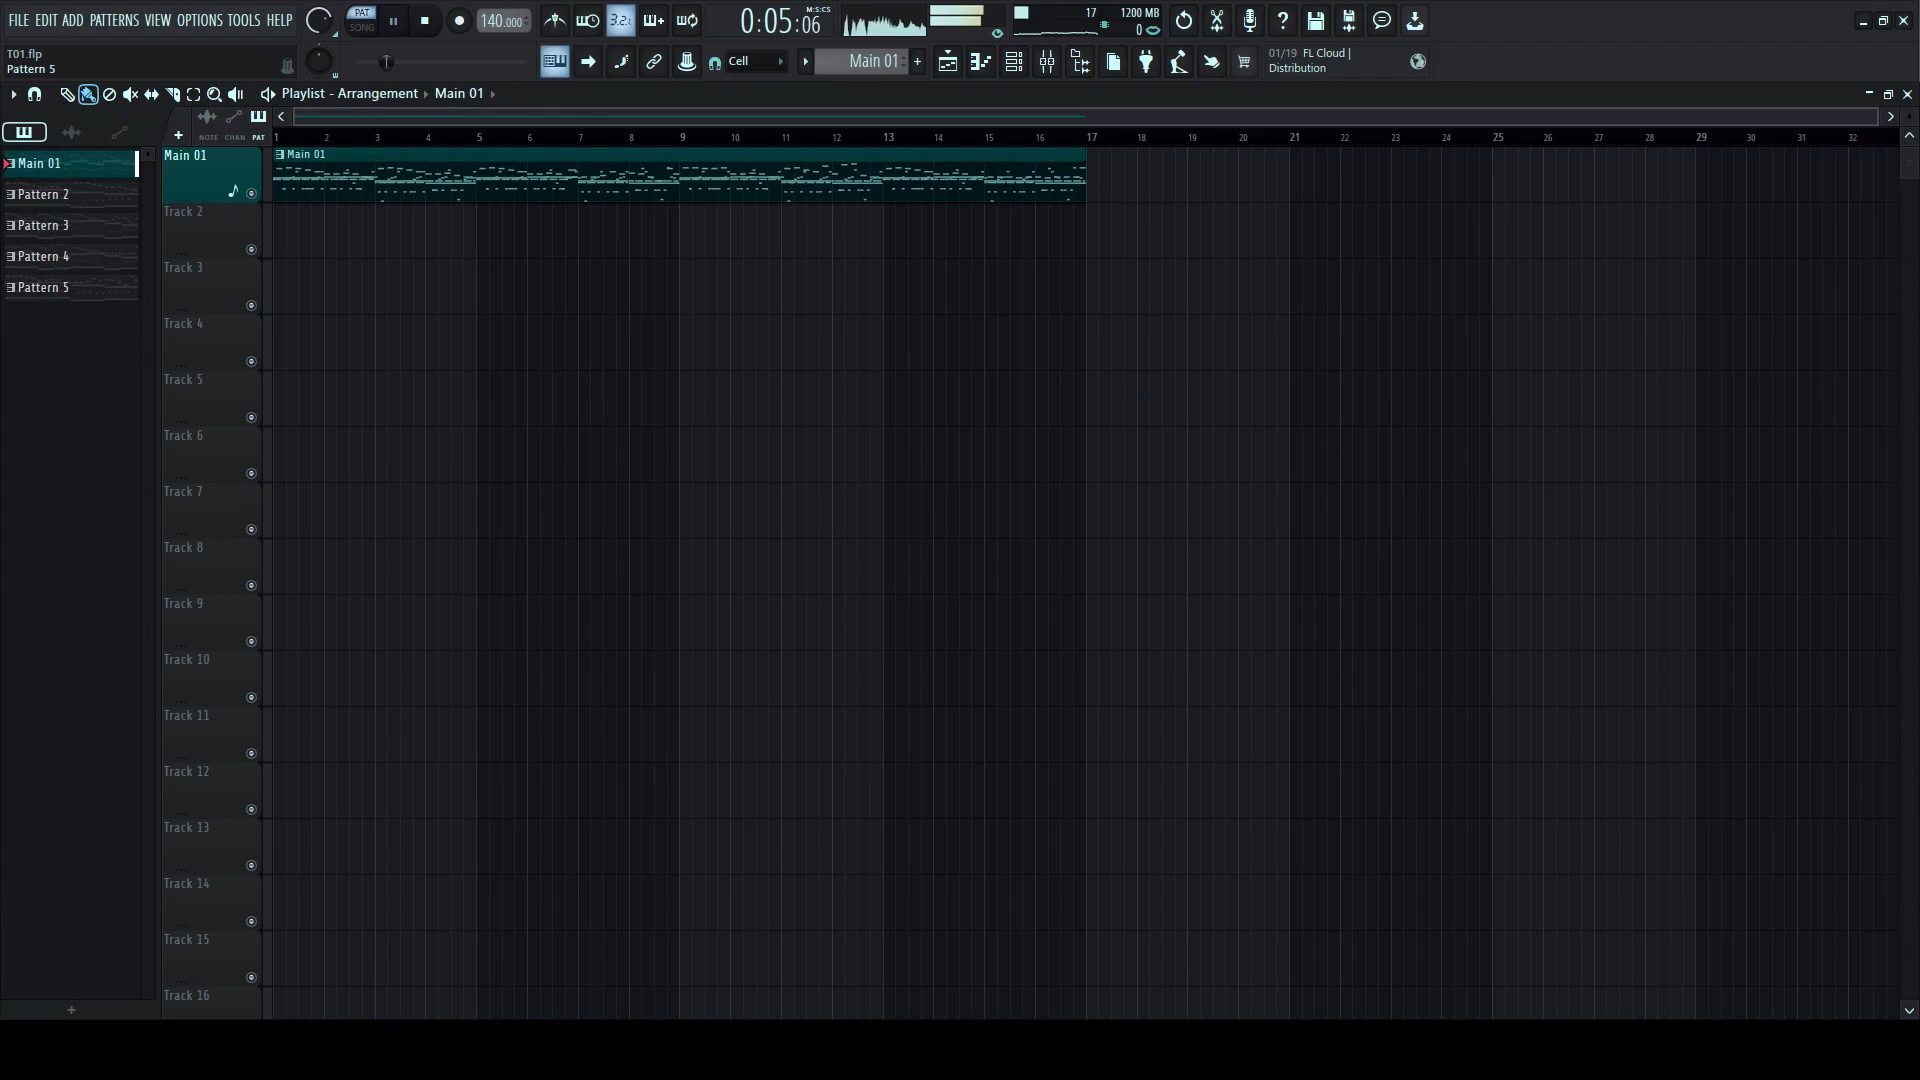 FILE EDIT ADD PATTERNS VIEW OPTIONS TOOLS HELP
PAT
SONG
140.000
3.2.
0:05:06
M:S:CS
17
1200 MB
0
T01.flp
Pattern 5
Cell
Main 01
01/19 FL Cloud |
Distribution
Playlist - Arrangement
Main 01
NOTE CHAN PAT
1 2 3 4 5 6 7 8 9 10 11 12 13 14 15 16 17 18 19 20 21 22 23 24 25 26 27 28 29 30 31 32
Main 01
Pattern 2
Pattern 3
Pattern 4
Pattern 5
Main 01
Main 01
Track 2
Track 3
Track 4
Track 5
Track 6
Track 7
Track 8
Track 9
Track 10
Track 11
Track 12
Track 13
Track 14
Track 15
Track 16